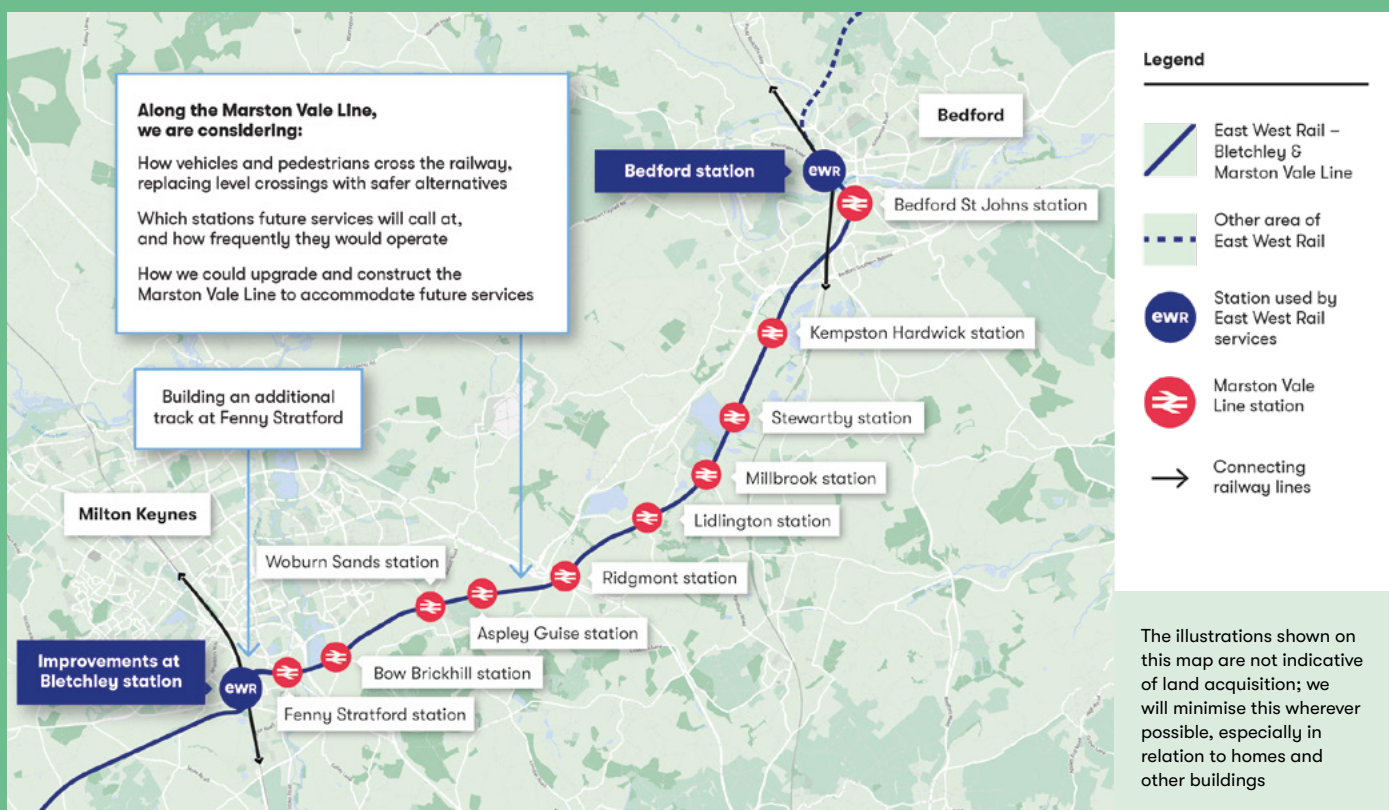 Along the Marston Vale Line,
we are considering:
How vehicles and pedestrians cross the railway,
replacing level crossings with safer alternatives
Which stations future services will call at,
and how frequently they would operate
How we could upgrade and construct the
Marston Vale Line to accommodate future services
Bedford
Bedford station
ewr
Bedford St Johns station
Kempston Hardwick station
Stewartby station
Millbrook station
Lidlington station
Ridgmont station
Building an additional
track at Fenny Stratford
Milton Keynes
Woburn Sands station
Aspley Guise station
Bow Brickhill station
Fenny Stratford station
Improvements at
Bletchley station
ewr
Legend
East West Rail –
Bletchley &
Marston Vale Line
Other area of
East West Rail
ewr
Station used by
East West Rail
services
Marston Vale
Line station
Connecting
railway lines
The illustrations shown on
this map are not indicative
of land acquisition; we
will minimise this wherever
possible, especially in
relation to homes and
other buildings